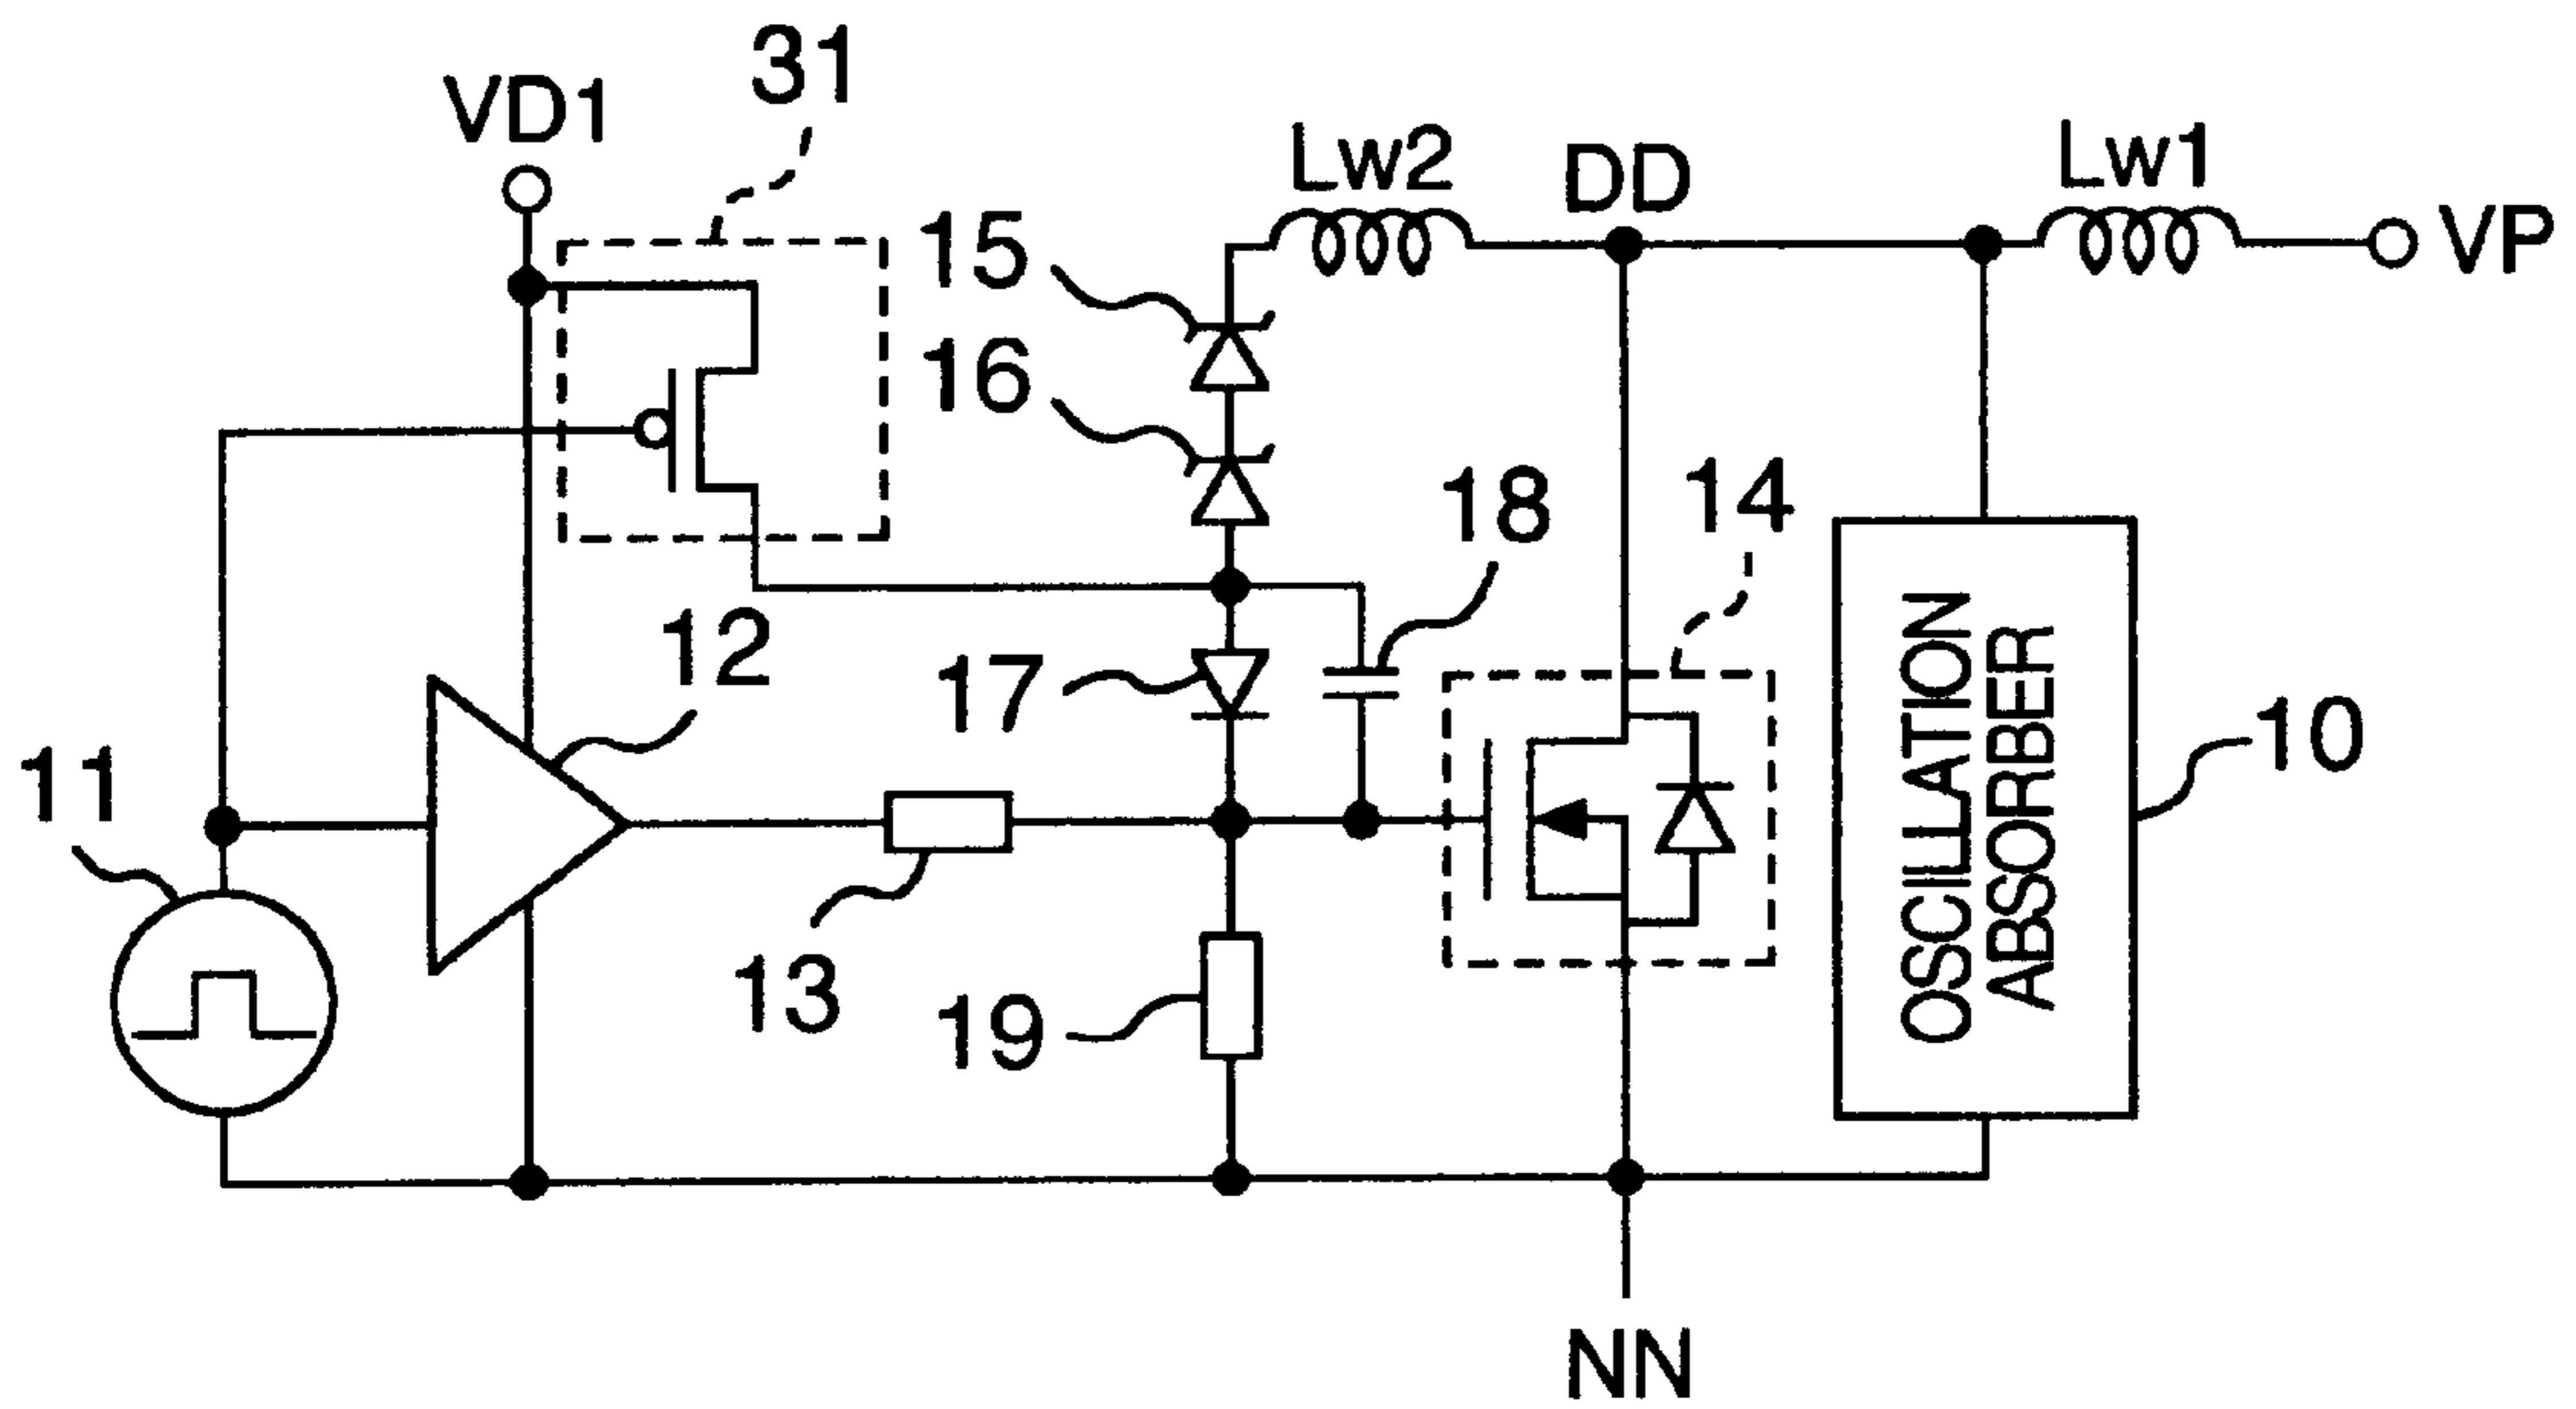 31
VD1
Lw2
DD
Lw1
VP
15
16
18
14
12
17
11
10
13
19
OSCILLATION
ABSORBER
NN